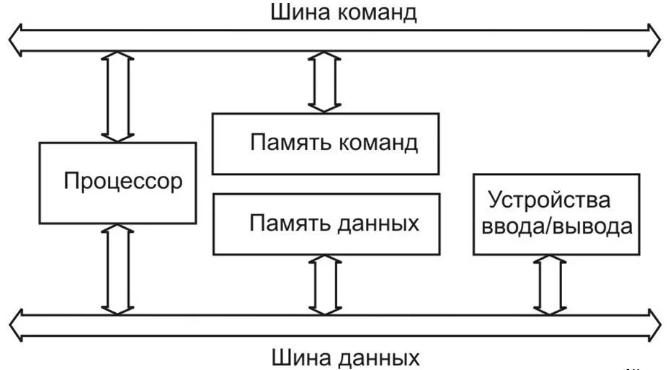 Шина команд
Память команд
Процессор
Память данных
Устройства
ввода/вывода
Шина данных